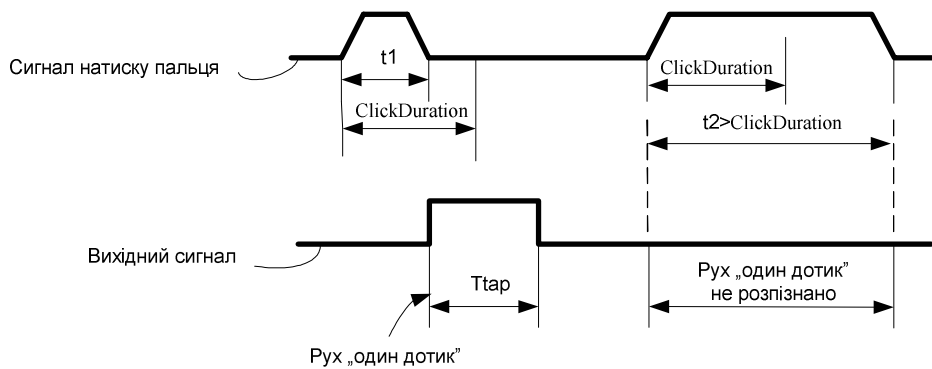 Сигнал натиску пальця
t1
ClickDuration
ClickDuration
t2>ClickDuration
Вихідний сигнал
Ttap
Рух „один дотик”
Рух „один дотик”
не розпізнано